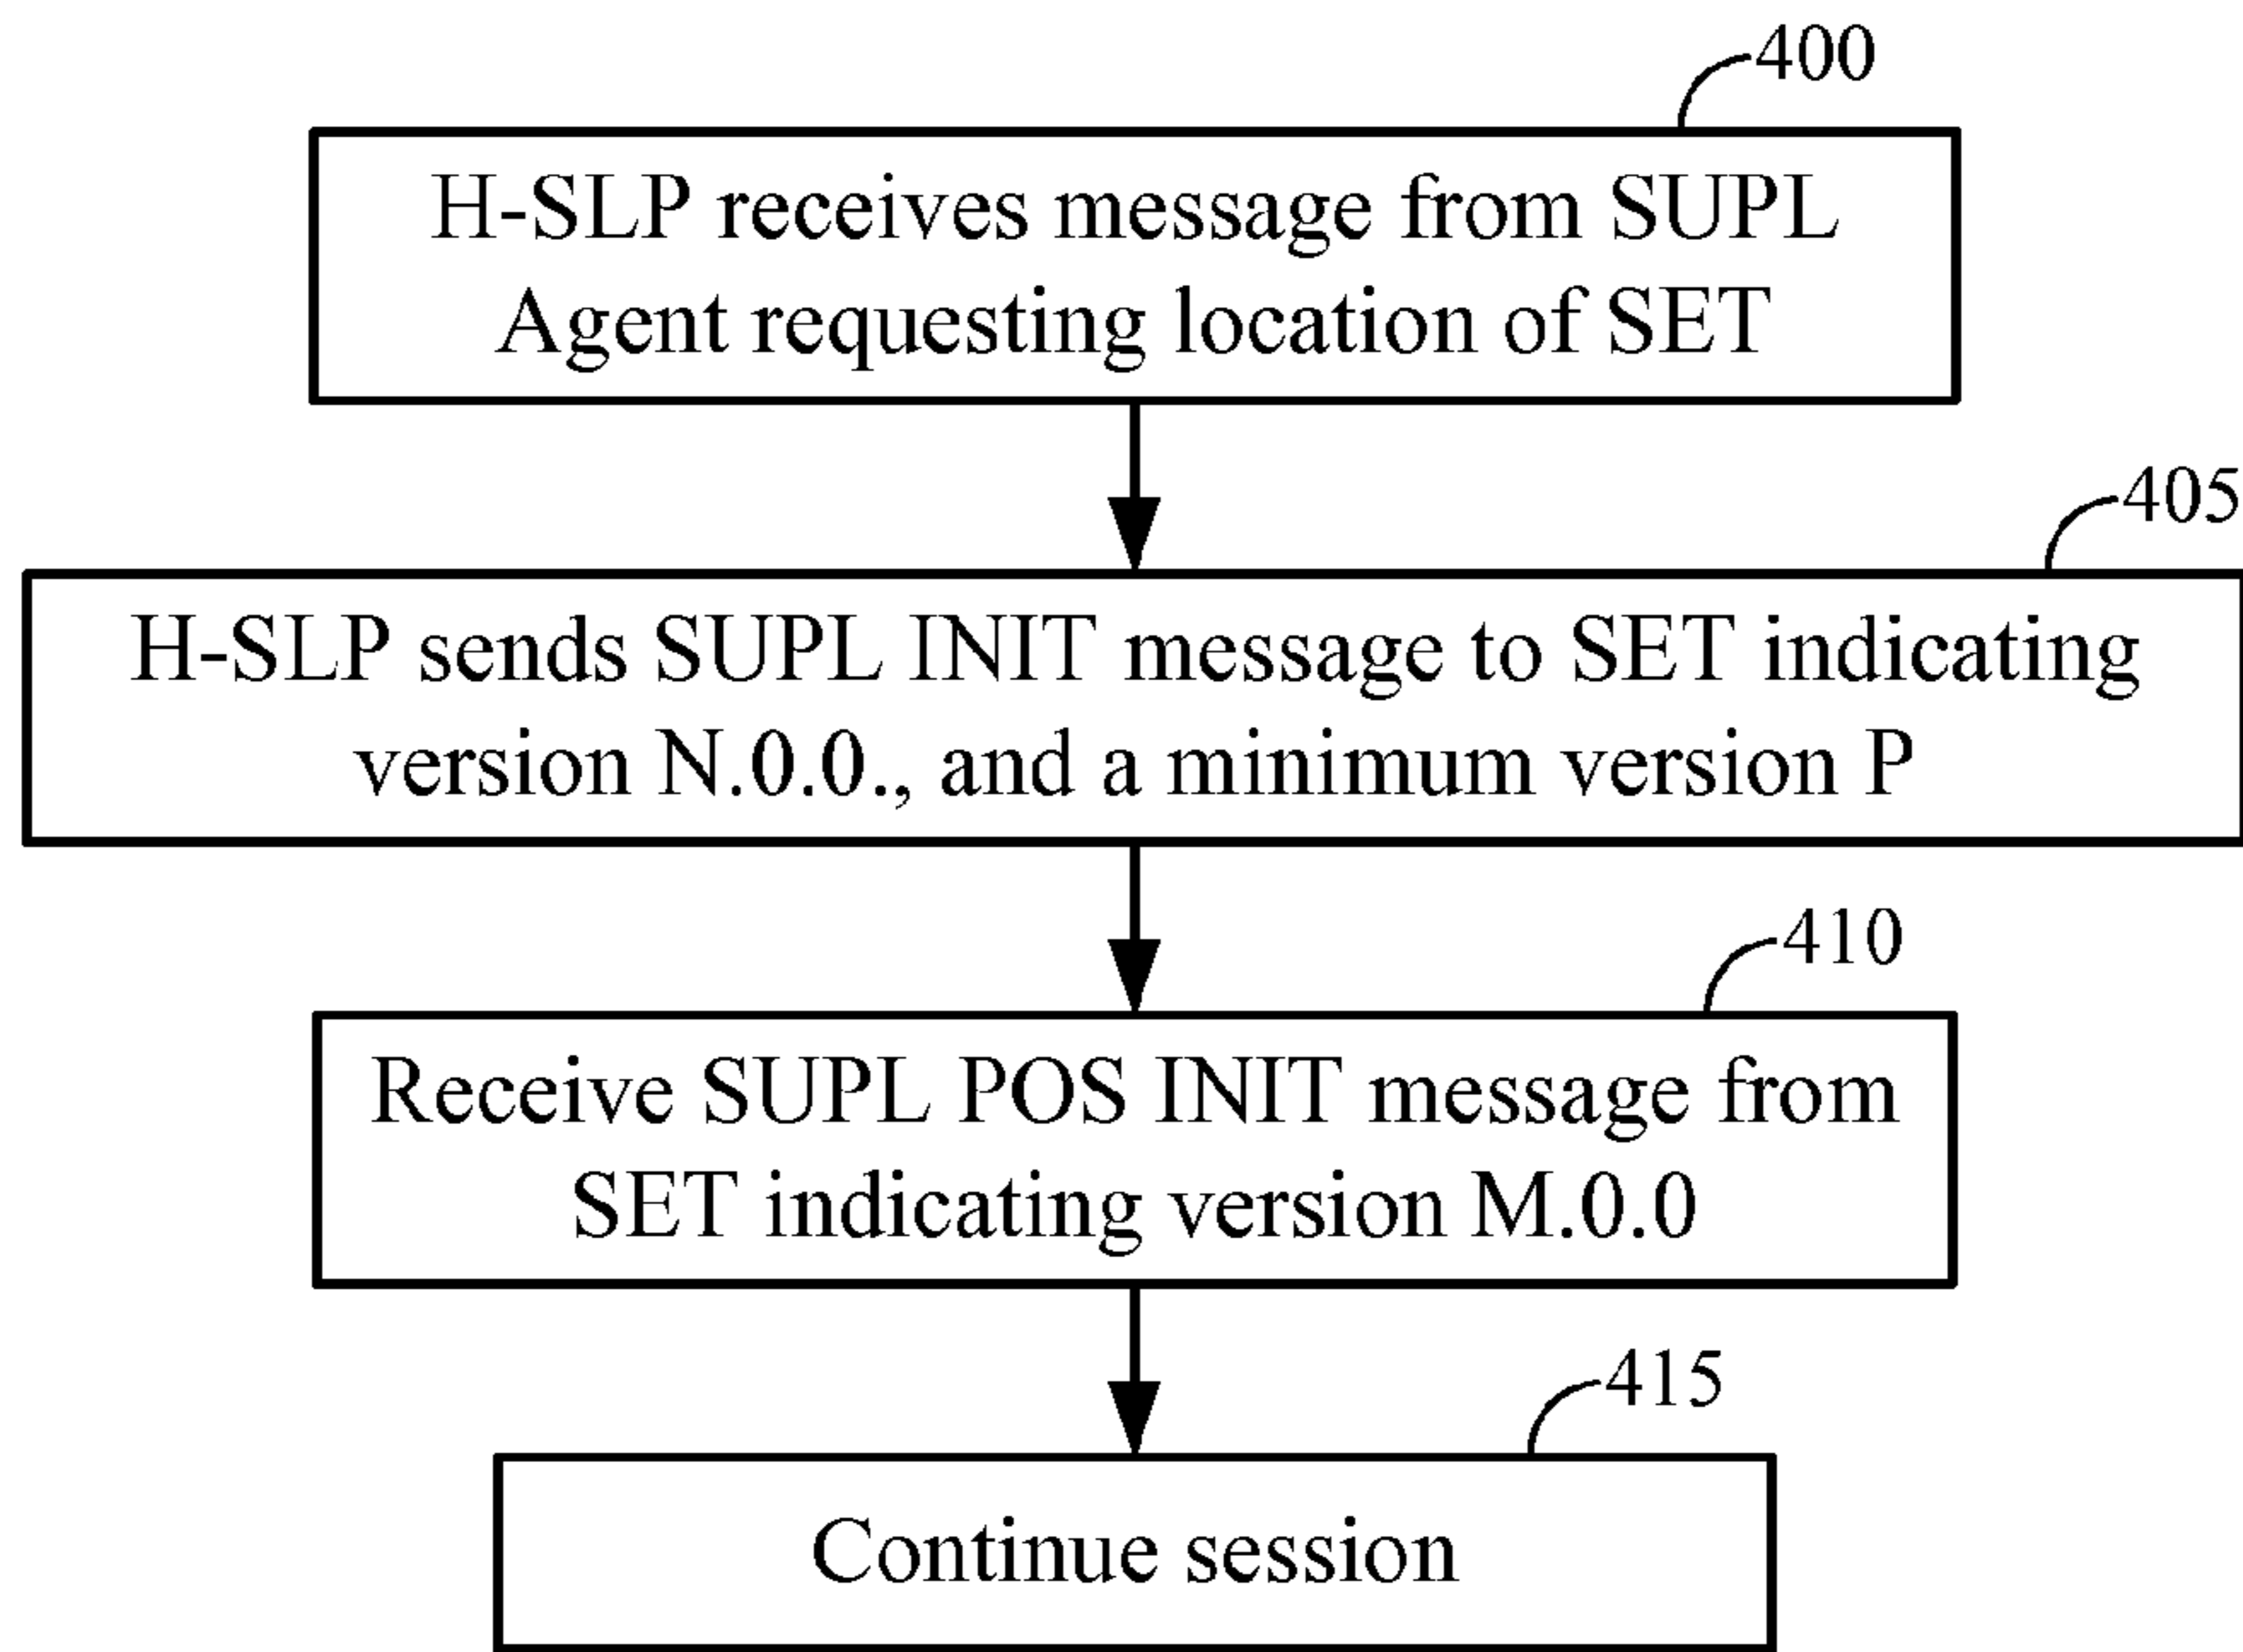 400
H-SLP receives message from SUPL
Agent requesting location of SET
405
H-SLP sends SUPL INIT message to SET indicating
version N.0.0., and a minimum version P
410
Receive SUPL POS INIT message from
SET indicating version M.0.0
415
Continue session